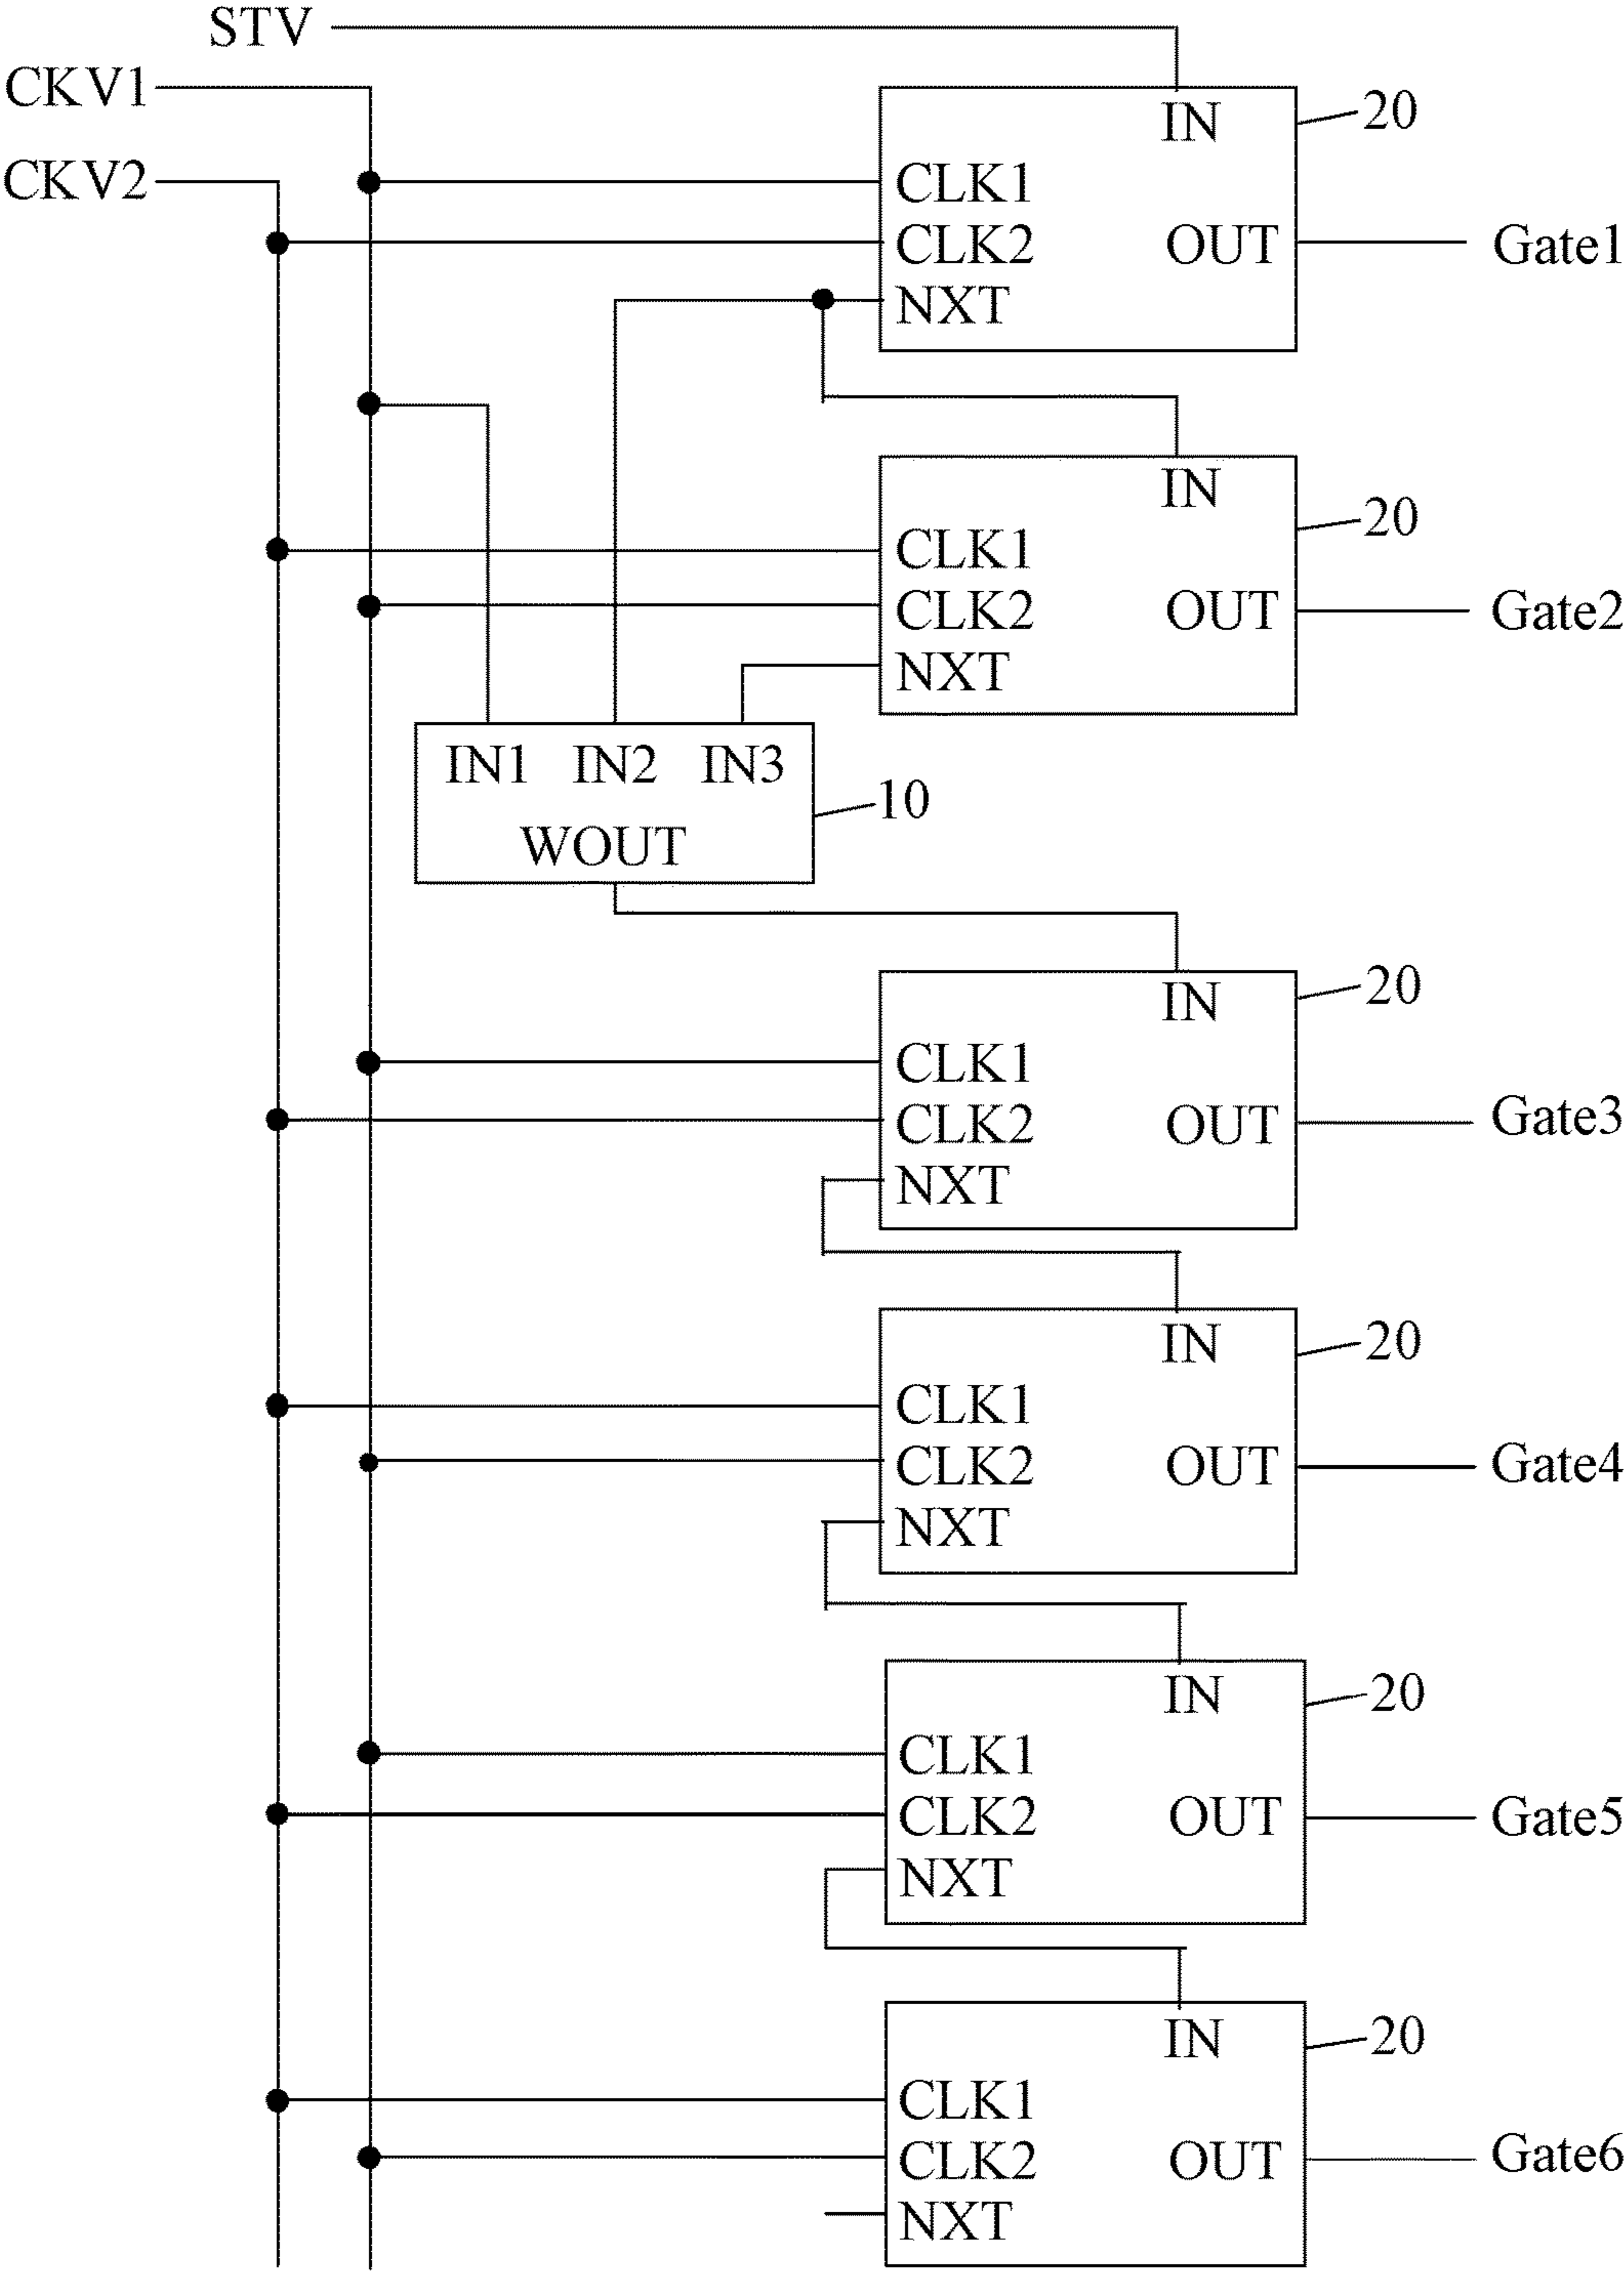 STV
CKV1
CKV2
IN
20
CLK1
CLK2
OUT
Gate1
NXT
IN
20
CLK1
CLK2
OUT
Gate2
NXT
IN1 IN2 IN3
10
WOUT
IN
20
CLK1
CLK2
OUT
Gate3
NXT
IN
20
CLK1
CLK2
OUT
Gate4
NXT
IN
20
CLK1
CLK2
OUT
Gate5
NXT
IN
20
CLK1
CLK2
OUT
Gate6
NXT